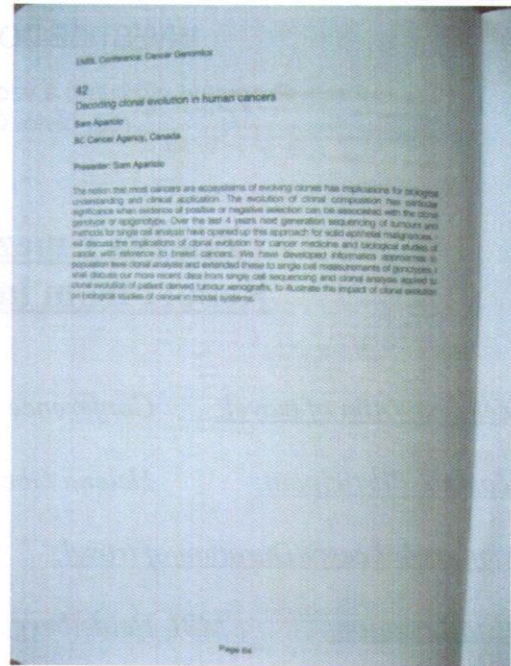 EMBL Conference: Cancer Genomics
42
Decoding clonal evolution in human cancers
Sam Aparicio
BC Cancer Agency, Canada
Presenter: Sam Aparicio
The notion that most cancers are ecosystems of evolving clones has implications for biological
understanding and clinical application. The evolution of clonal composition has particular
significance when evidence of positive or negative selection can be associated with the clonal
genotype or epigenotype. Over the last 4 years next generation sequencing of tumours and
methods for single cell analysis have opened up this approach for solid epithelial malignancies. I
will discuss the implications of clonal evolution for cancer medicine and biological studies of
cancer with reference to breast cancers. We have developed informatics approaches to
population level clonal analysis and extended these to single cell measurements of genotypes. I
shall discuss our more recent data from single cell sequencing and clonal analysis applied to
clonal evolution of patient derived tumour xenografts, to illustrate the impact of clonal evolution
on biological studies of cancer in model systems.
Page 64